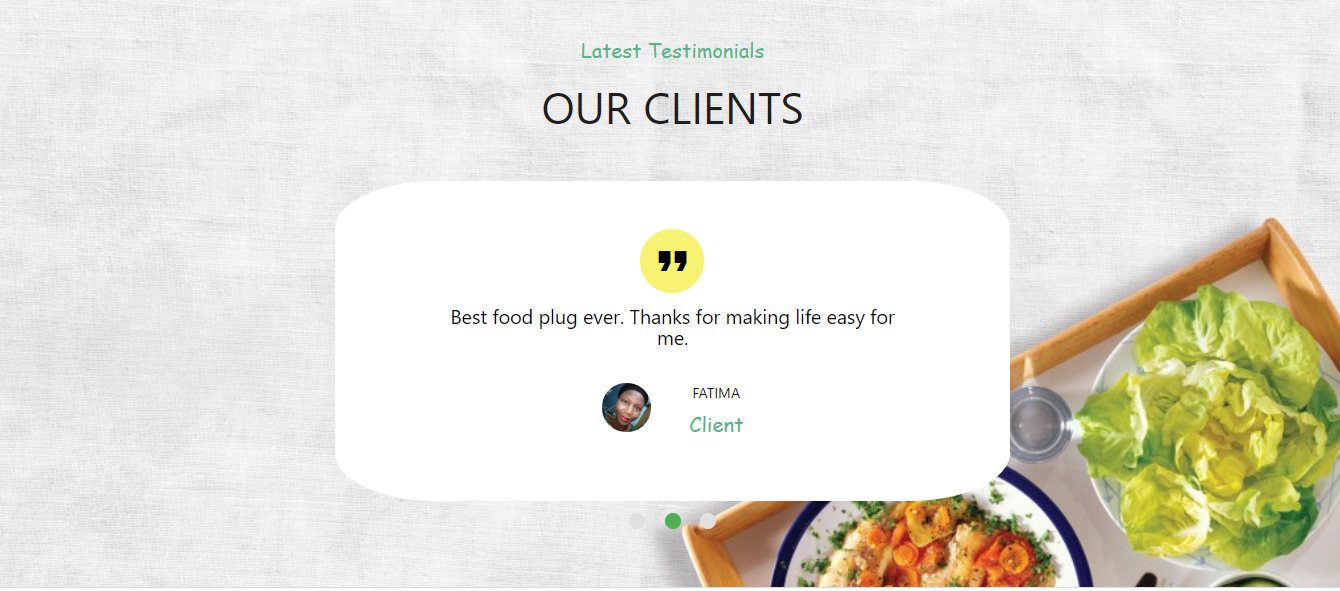 Latest Testimonials
OUR CLIENTS
Best food plug ever. Thanks for making life easy for
me.
FATIMA
Client